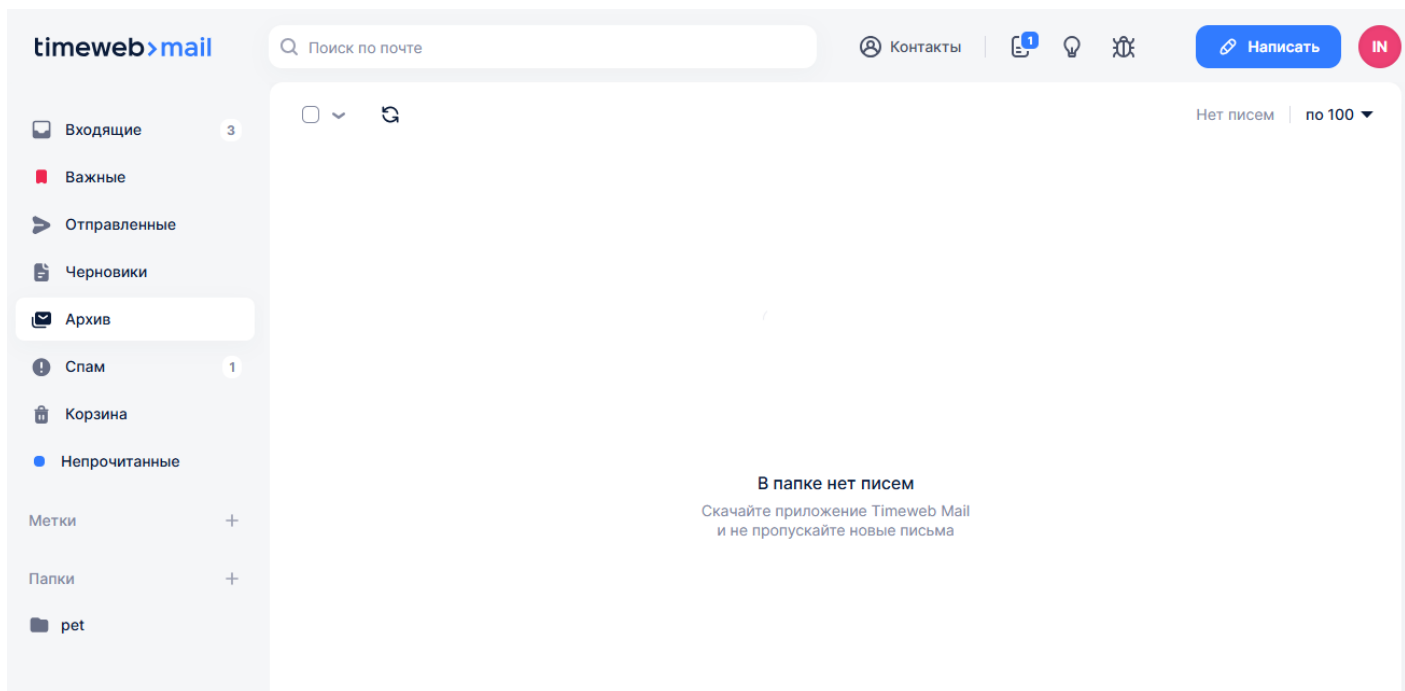 timeweb>mail
Поиск по почте
Контакты
1
Написать
IN
Входящие 3
Важные
Отправленные
Черновики
Архив
Спам 1
Корзина
Непрочитанные
Метки +
Папки +
pet
Нет писем
по 100
В папке нет писем
Скачайте приложение Timeweb Mail
и не пропускайте новые письма